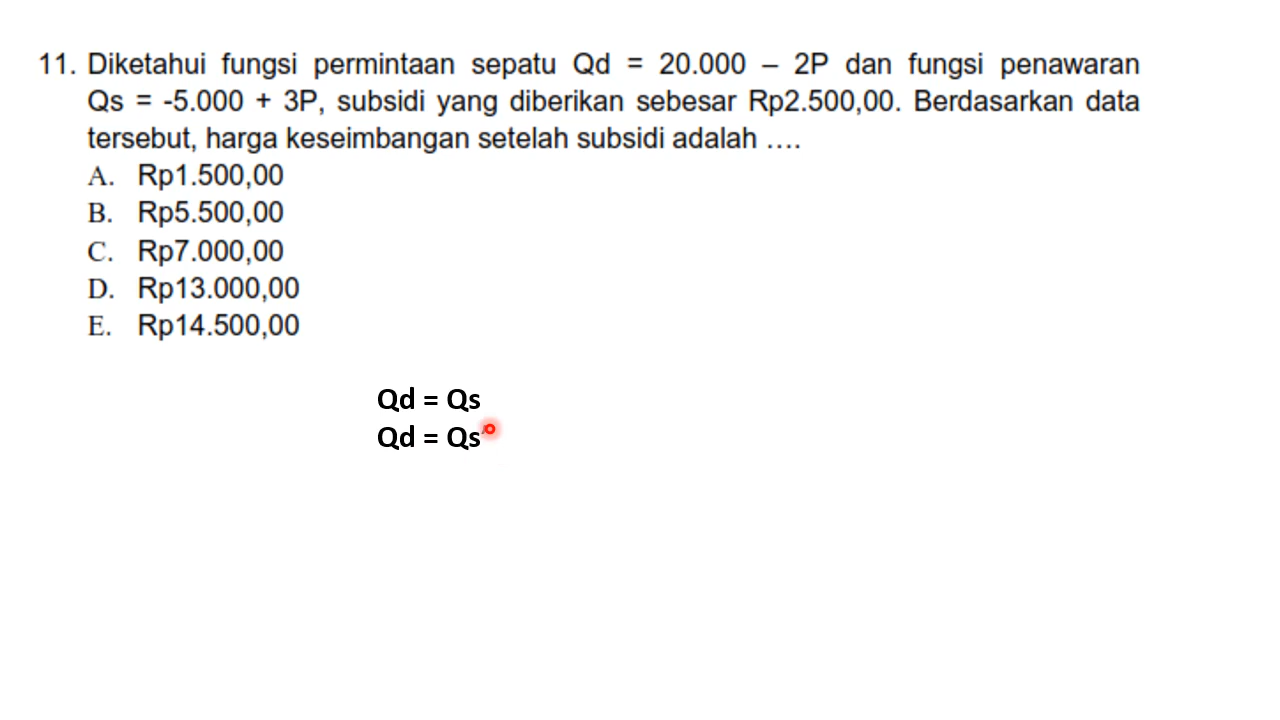 11. Diketahui fungsi permintaan sepatu Qd = 20.000 – 2P dan fungsi penawaran
Qs = -5.000 + 3P, subsidi yang diberikan sebesar Rp2.500,00. Berdasarkan data
tersebut, harga keseimbangan setelah subsidi adalah ….
A. Rp1.500,00
B. Rp5.500,00
C. Rp7.000,00
D. Rp13.000,00
E. Rp14.500,00
Qd = Qs
Qd = Qs